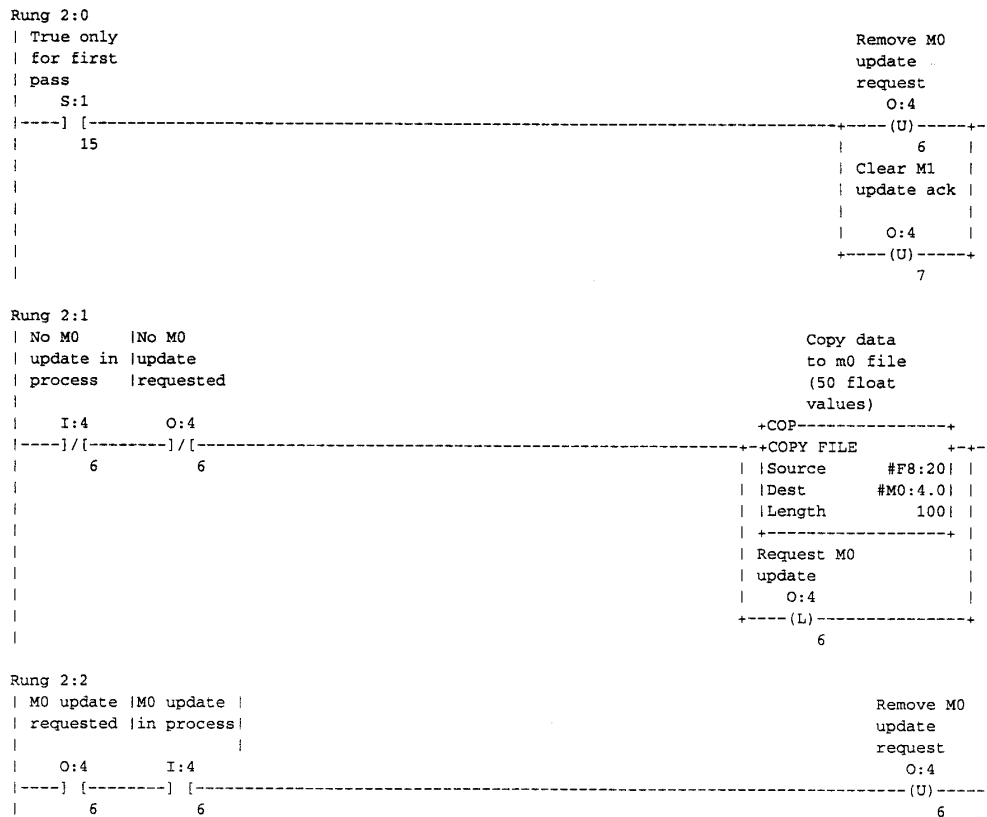 Rung 2:0
| True only
| for first Remove M0
| pass update
request
| S:1 O:4
|----] [----+----(U)-----+-
| 15 | 6 |
| | Clear M1 |
| | update ack |
| | |
| | O:4 |
| +----(U)-----+
| 7
Rung 2:1
| No M0 |No M0 Copy data
| update in |update to m0 file
| process |requested (50 float
| values)
| I:4 O:4 +COP---------------+
|----]/[--------]/[----+-+COPY FILE +-+-
| 6 6 | |Source #F8:20| |
| | |Dest #M0:4.0| |
| | |Length 100| |
| | +------------------+ |
| | Request M0 |
| | update |
| | O:4 |
| +----(L)----------------+
| 6
Rung 2:2
| M0 update |M0 update | Remove M0
| requested |in process| update
| | request
| O:4 I:4 O:4
|----] [--------] [----(U)-----
| 6 6 6